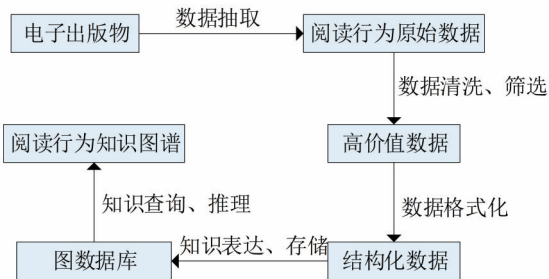 电子出版物
数据抽取
阅读行为原始数据
数据清洗、筛选
高价值数据
数据格式化
结构化数据
知识表达、存储
图数据库
知识查询、推理
阅读行为知识图谱